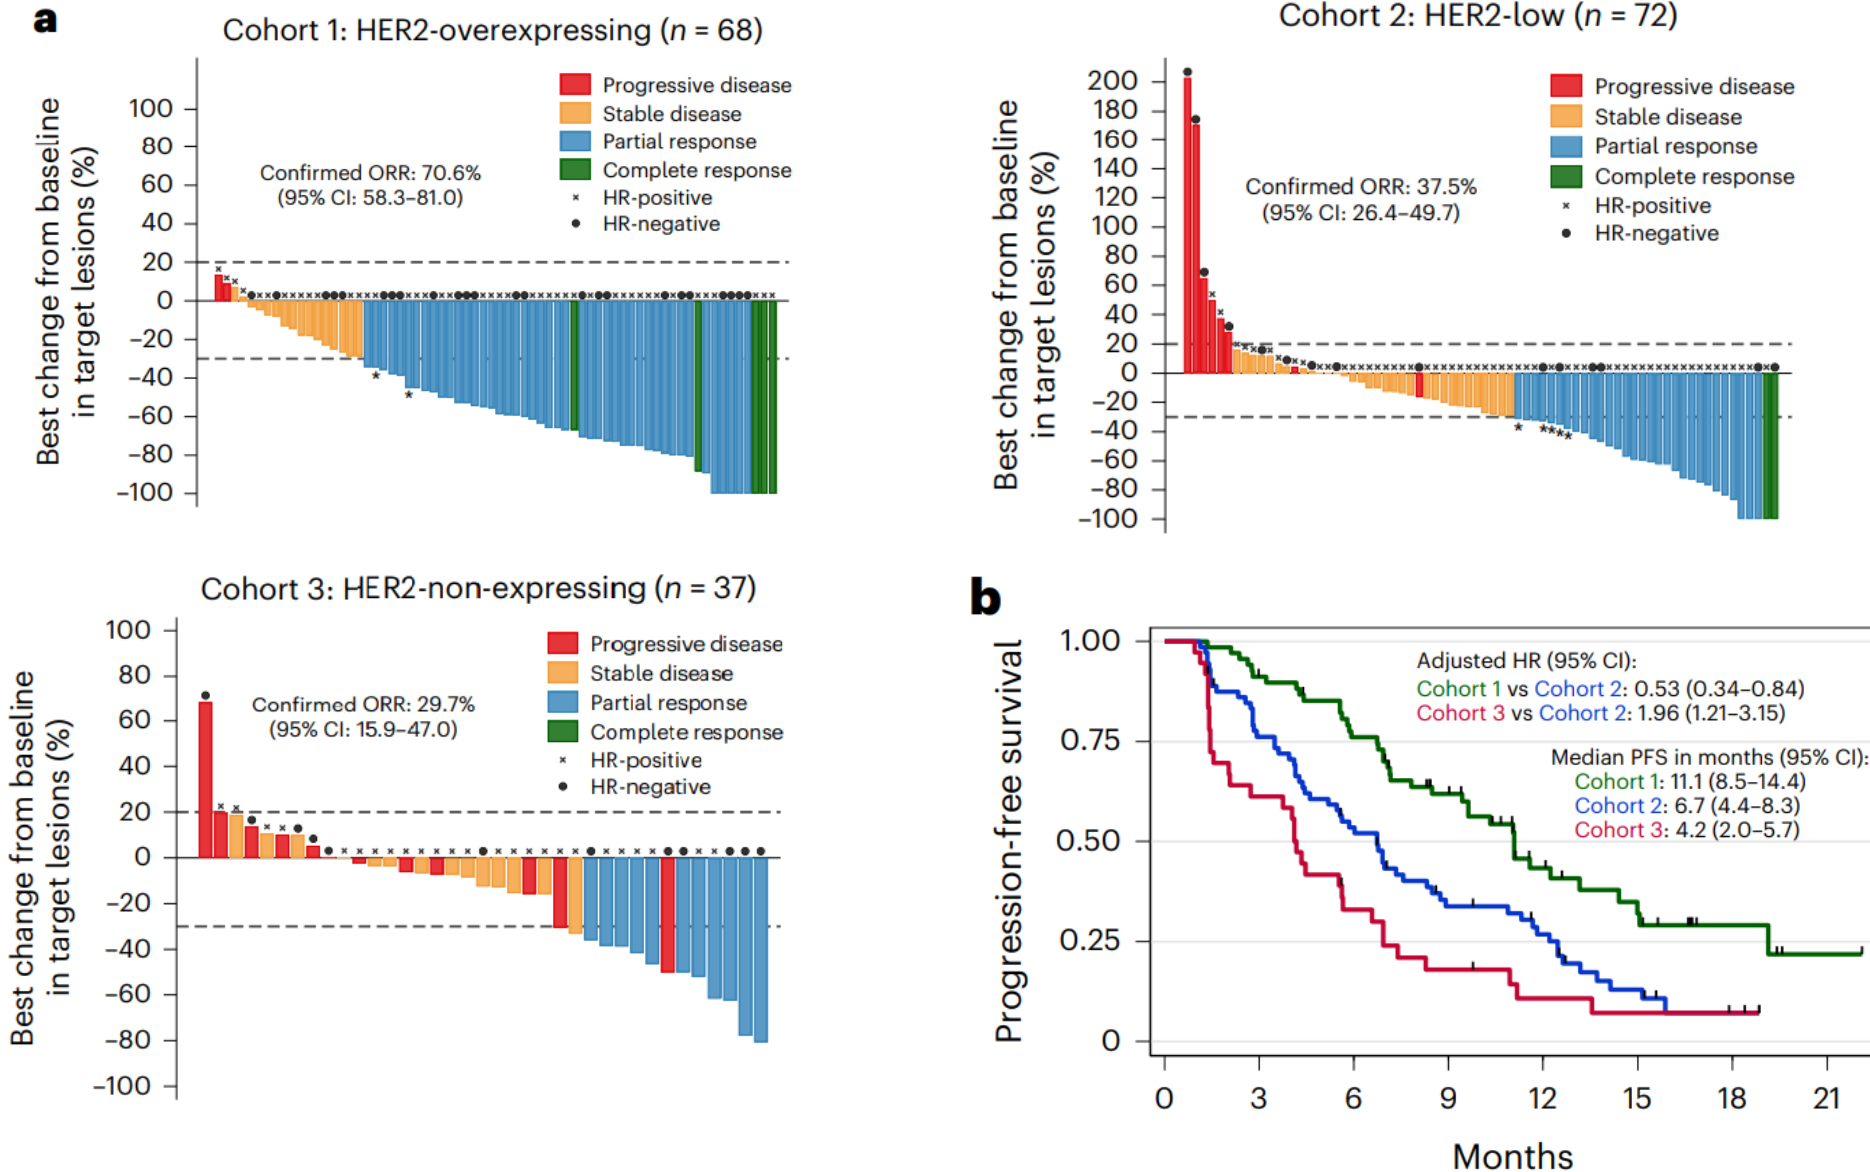 a
Cohort 1: HER2-overexpressing (n = 68)
Best change from baseline
in target lesions (%)
100
80
60
40
20
0
–20
–40
–60
–80
–100
Progressive disease
Stable disease
Partial response
Complete response
× HR-positive
● HR-negative
Confirmed ORR: 70.6%
(95% CI: 58.3–81.0)
*
*
Cohort 2: HER2-low (n = 72)
Best change from baseline
in target lesions (%)
200
180
160
140
120
100
80
60
40
20
0
–20
–40
–60
–80
–100
Progressive disease
Stable disease
Partial response
Complete response
× HR-positive
● HR-negative
Confirmed ORR: 37.5%
(95% CI: 26.4–49.7)
* ****
Cohort 3: HER2-non-expressing (n = 37)
Best change from baseline
in target lesions (%)
100
80
60
40
20
0
–20
–40
–60
–80
–100
Progressive disease
Stable disease
Partial response
Complete response
× HR-positive
● HR-negative
Confirmed ORR: 29.7%
(95% CI: 15.9–47.0)
b
Progression-free survival
1.00
0.75
0.50
0.25
0
Adjusted HR (95% CI):
Cohort 1 vs Cohort 2: 0.53 (0.34–0.84)
Cohort 3 vs Cohort 2: 1.96 (1.21–3.15)
Median PFS in months (95% CI):
Cohort 1: 11.1 (8.5–14.4)
Cohort 2: 6.7 (4.4–8.3)
Cohort 3: 4.2 (2.0–5.7)
0 3 6 9 12 15 18 21
Months